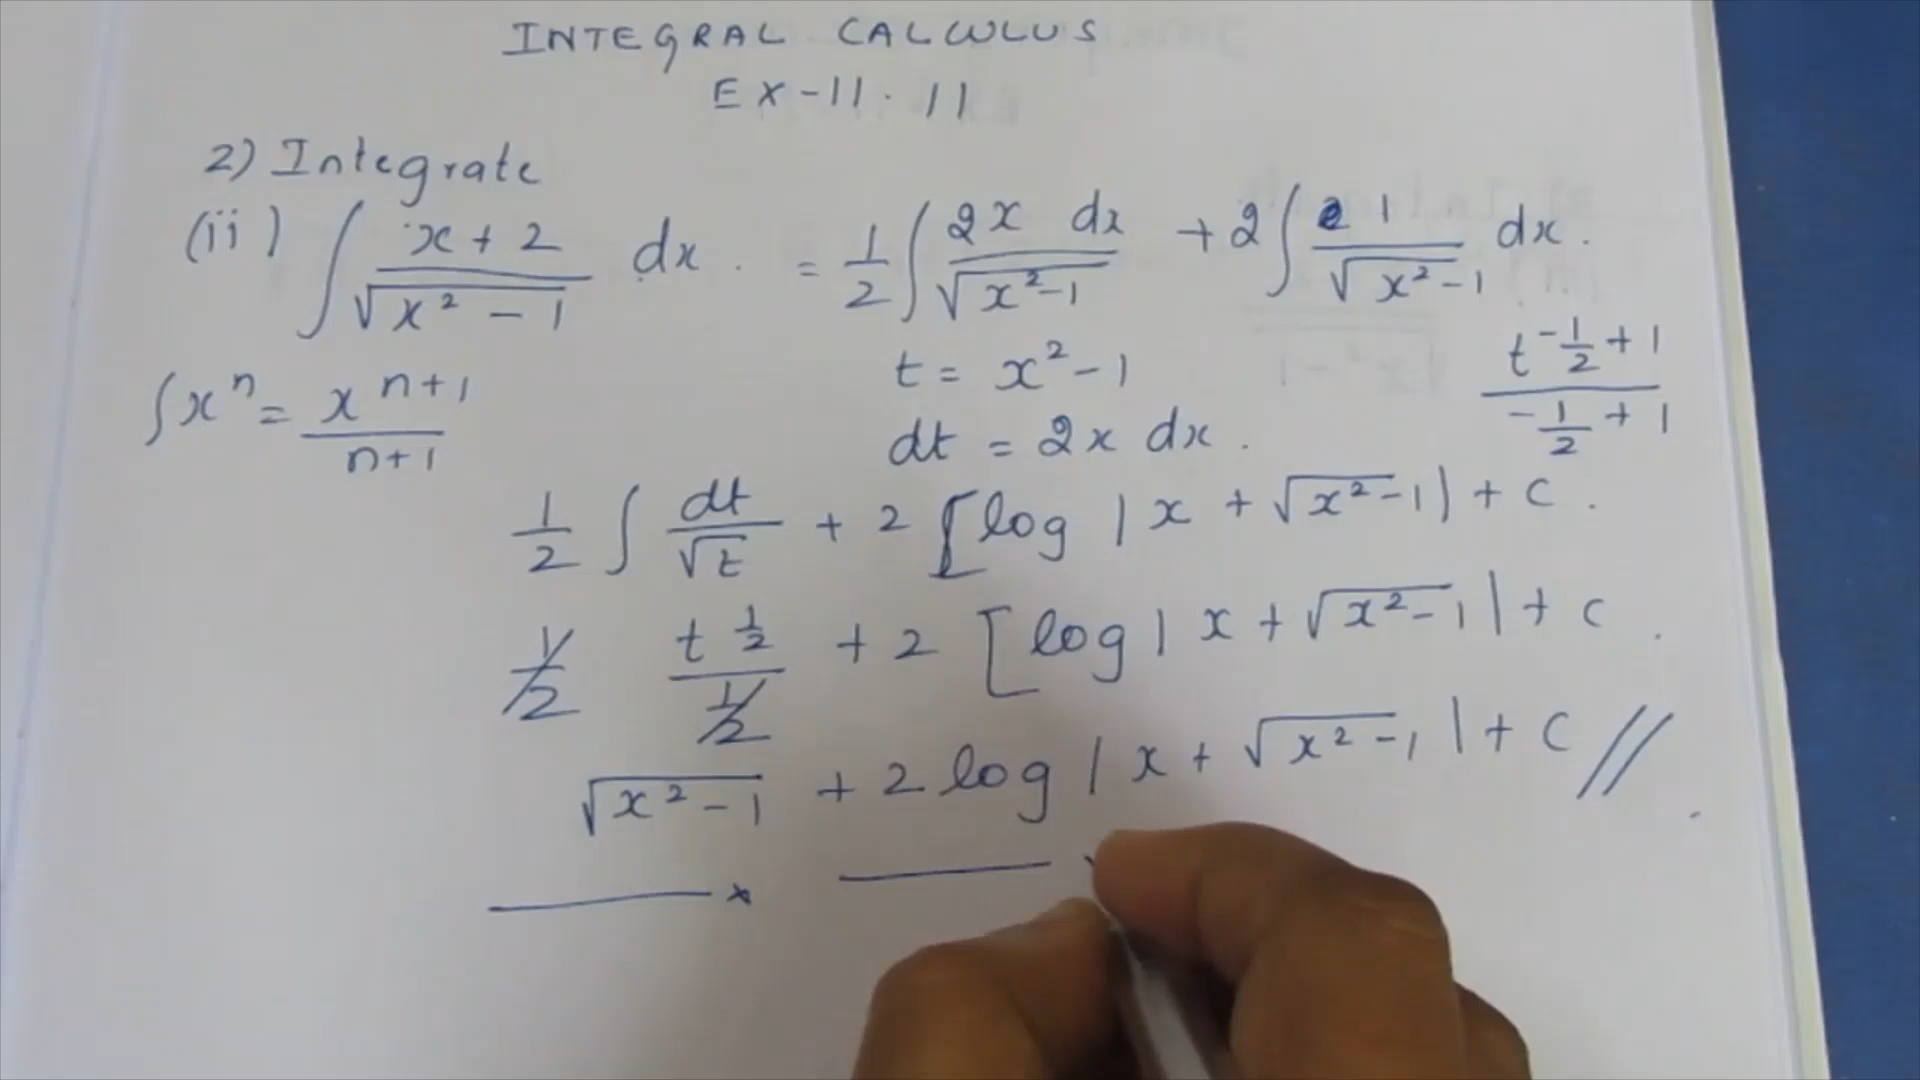 INTEGRAL CALCULUS
EX-11.11
2) Integrate
(ii) ∫ x+2 / √(x² - 1) dx. = 1/2 ∫ 2x dx / √(x²-1) + 2 ∫ 1 / √(x²-1) dx.
∫xⁿ = x^(n+1) / (n+1)
t = x² - 1
t^(-1/2 + 1) / (-1/2 + 1)
dt = 2x dx.
1/2 ∫ dt/√t + 2 [log |x + √(x²-1)| + c.
1/2 t^(1/2) / (1/2) + 2 [log |x + √(x²-1)| + c.
√(x²-1) + 2 log |x + √(x²-1)| + c //